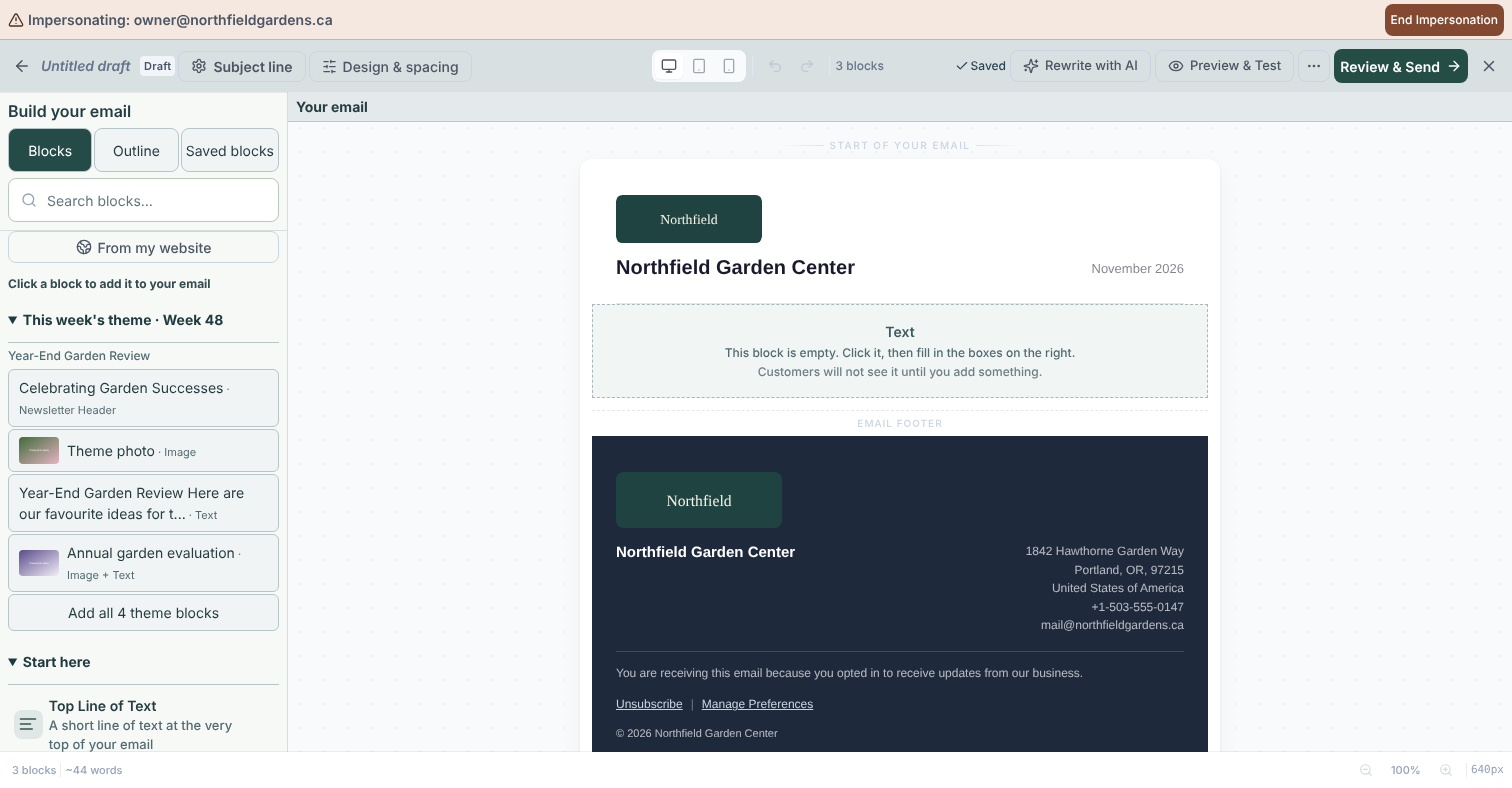 Impersonating: owner@northfieldgardens.ca
End Impersonation
Untitled draft
Draft
Subject line
Design & spacing
3 blocks
Saved
Rewrite with AI
Preview & Test
Review & Send
Build your email
Blocks
Outline
Saved blocks
Search blocks...
From my website
Click a block to add it to your email
This week's theme · Week 48
Year-End Garden Review
Celebrating Garden Successes ·
Newsletter Header
Theme photo · Image
Year-End Garden Review Here are
our favourite ideas for t... · Text
Annual garden evaluation ·
Image + Text
Add all 4 theme blocks
Start here
Top Line of Text
A short line of text at the very
top of your email
Your email
START OF YOUR EMAIL
Northfield
Northfield Garden Center
November 2026
Text
This block is empty. Click it, then fill in the boxes on the right.
Customers will not see it until you add something.
EMAIL FOOTER
Northfield
Northfield Garden Center
1842 Hawthorne Garden Way
Portland, OR, 97215
United States of America
+1-503-555-0147
mail@northfieldgardens.ca
You are receiving this email because you opted in to receive updates from our business.
Unsubscribe | Manage Preferences
© 2026 Northfield Garden Center
3 blocks
~44 words
100%
640px